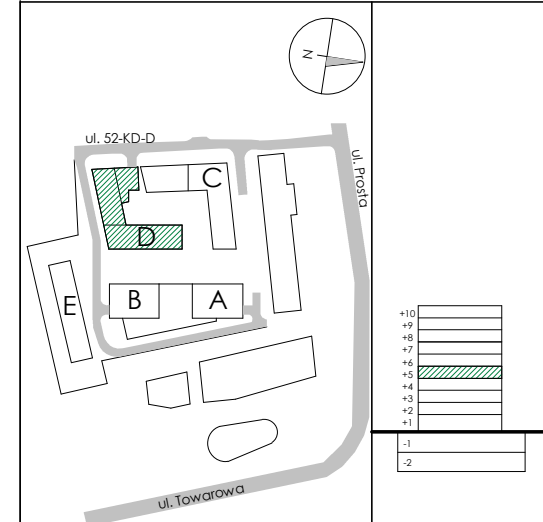 N
ul. 52-KD-D
ul. Prosta
C
D
E
B
A
ul. Towarowa
+10
+9
+8
+7
+6
+5
+4
+3
+2
+1
-1
-2